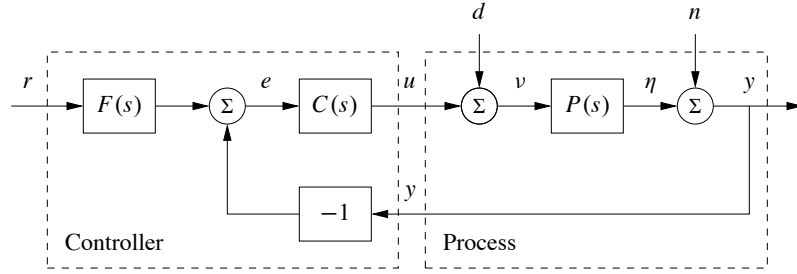 d n
r F(s) Σ e C(s) u Σ ν P(s) η Σ y
−1 y
Controller Process